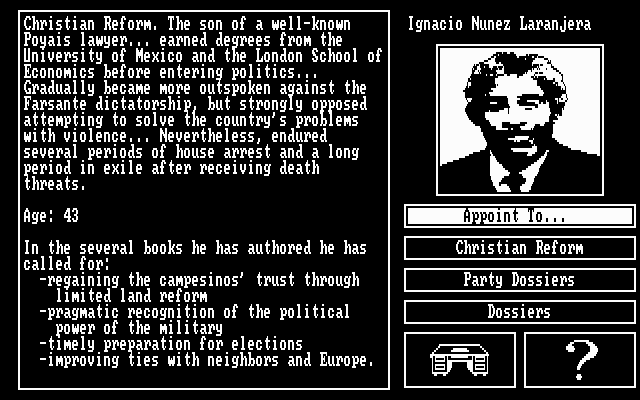 Christian Reform. The son of a well-known
Poyais lawyer... earned degrees from the
University of Mexico and the London School of
Economics before entering politics...
Gradually became more outspoken against the
Farsante dictatorship, but strongly opposed
attempting to solve the country's problems
with violence... Nevertheless, endured
several periods of house arrest and a long
period in exile after receiving death
threats.
Age: 43
In the several books he has authored he has
called for:
-regaining the campesinos' trust through
limited land reform
-pragmatic recognition of the political
power of the military
-timely preparation for elections
-improving ties with neighbors and Europe.
Ignacio Nunez Laranjera
Appoint To...
Christian Reform
Party Dossiers
Dossiers
?